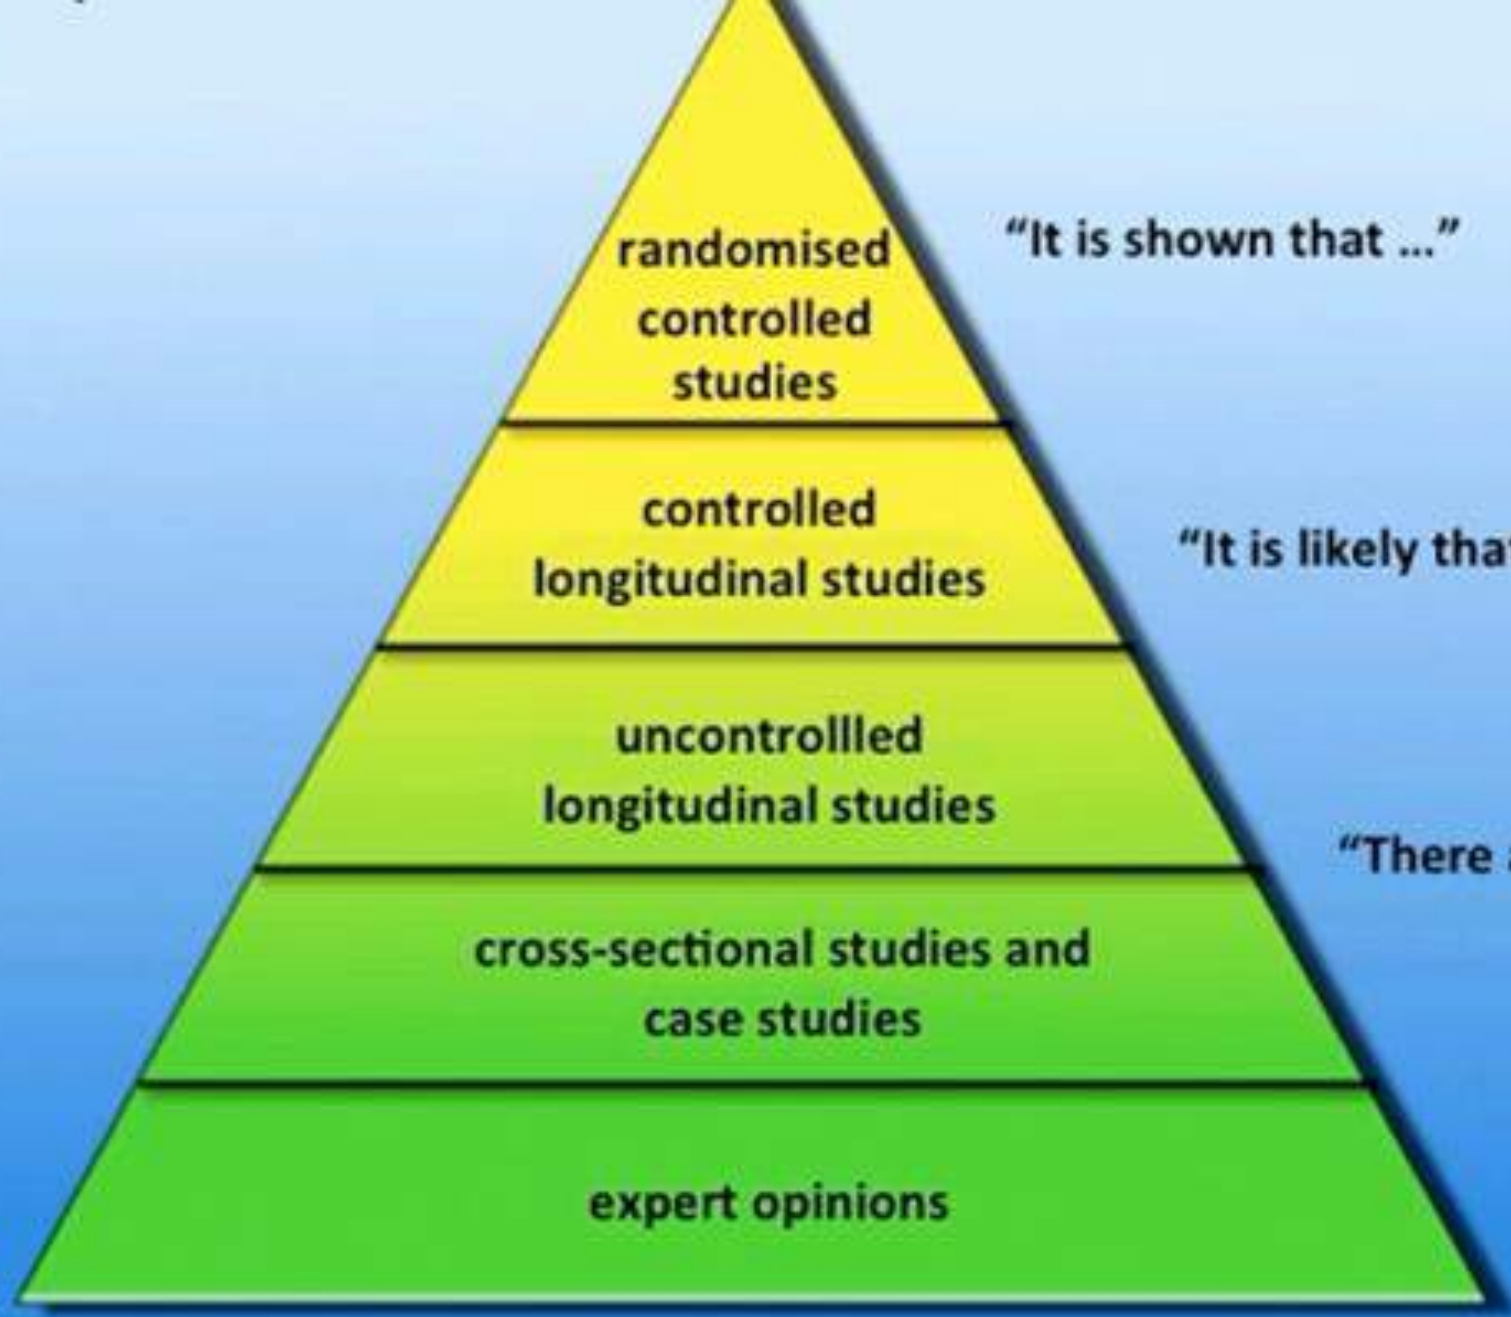 randomised
controlled
studies
“It is shown that ...”
controlled
longitudinal studies
“It is likely tha
uncontrollled
longitudinal studies
“There
cross-sectional studies and
case studies
expert opinions